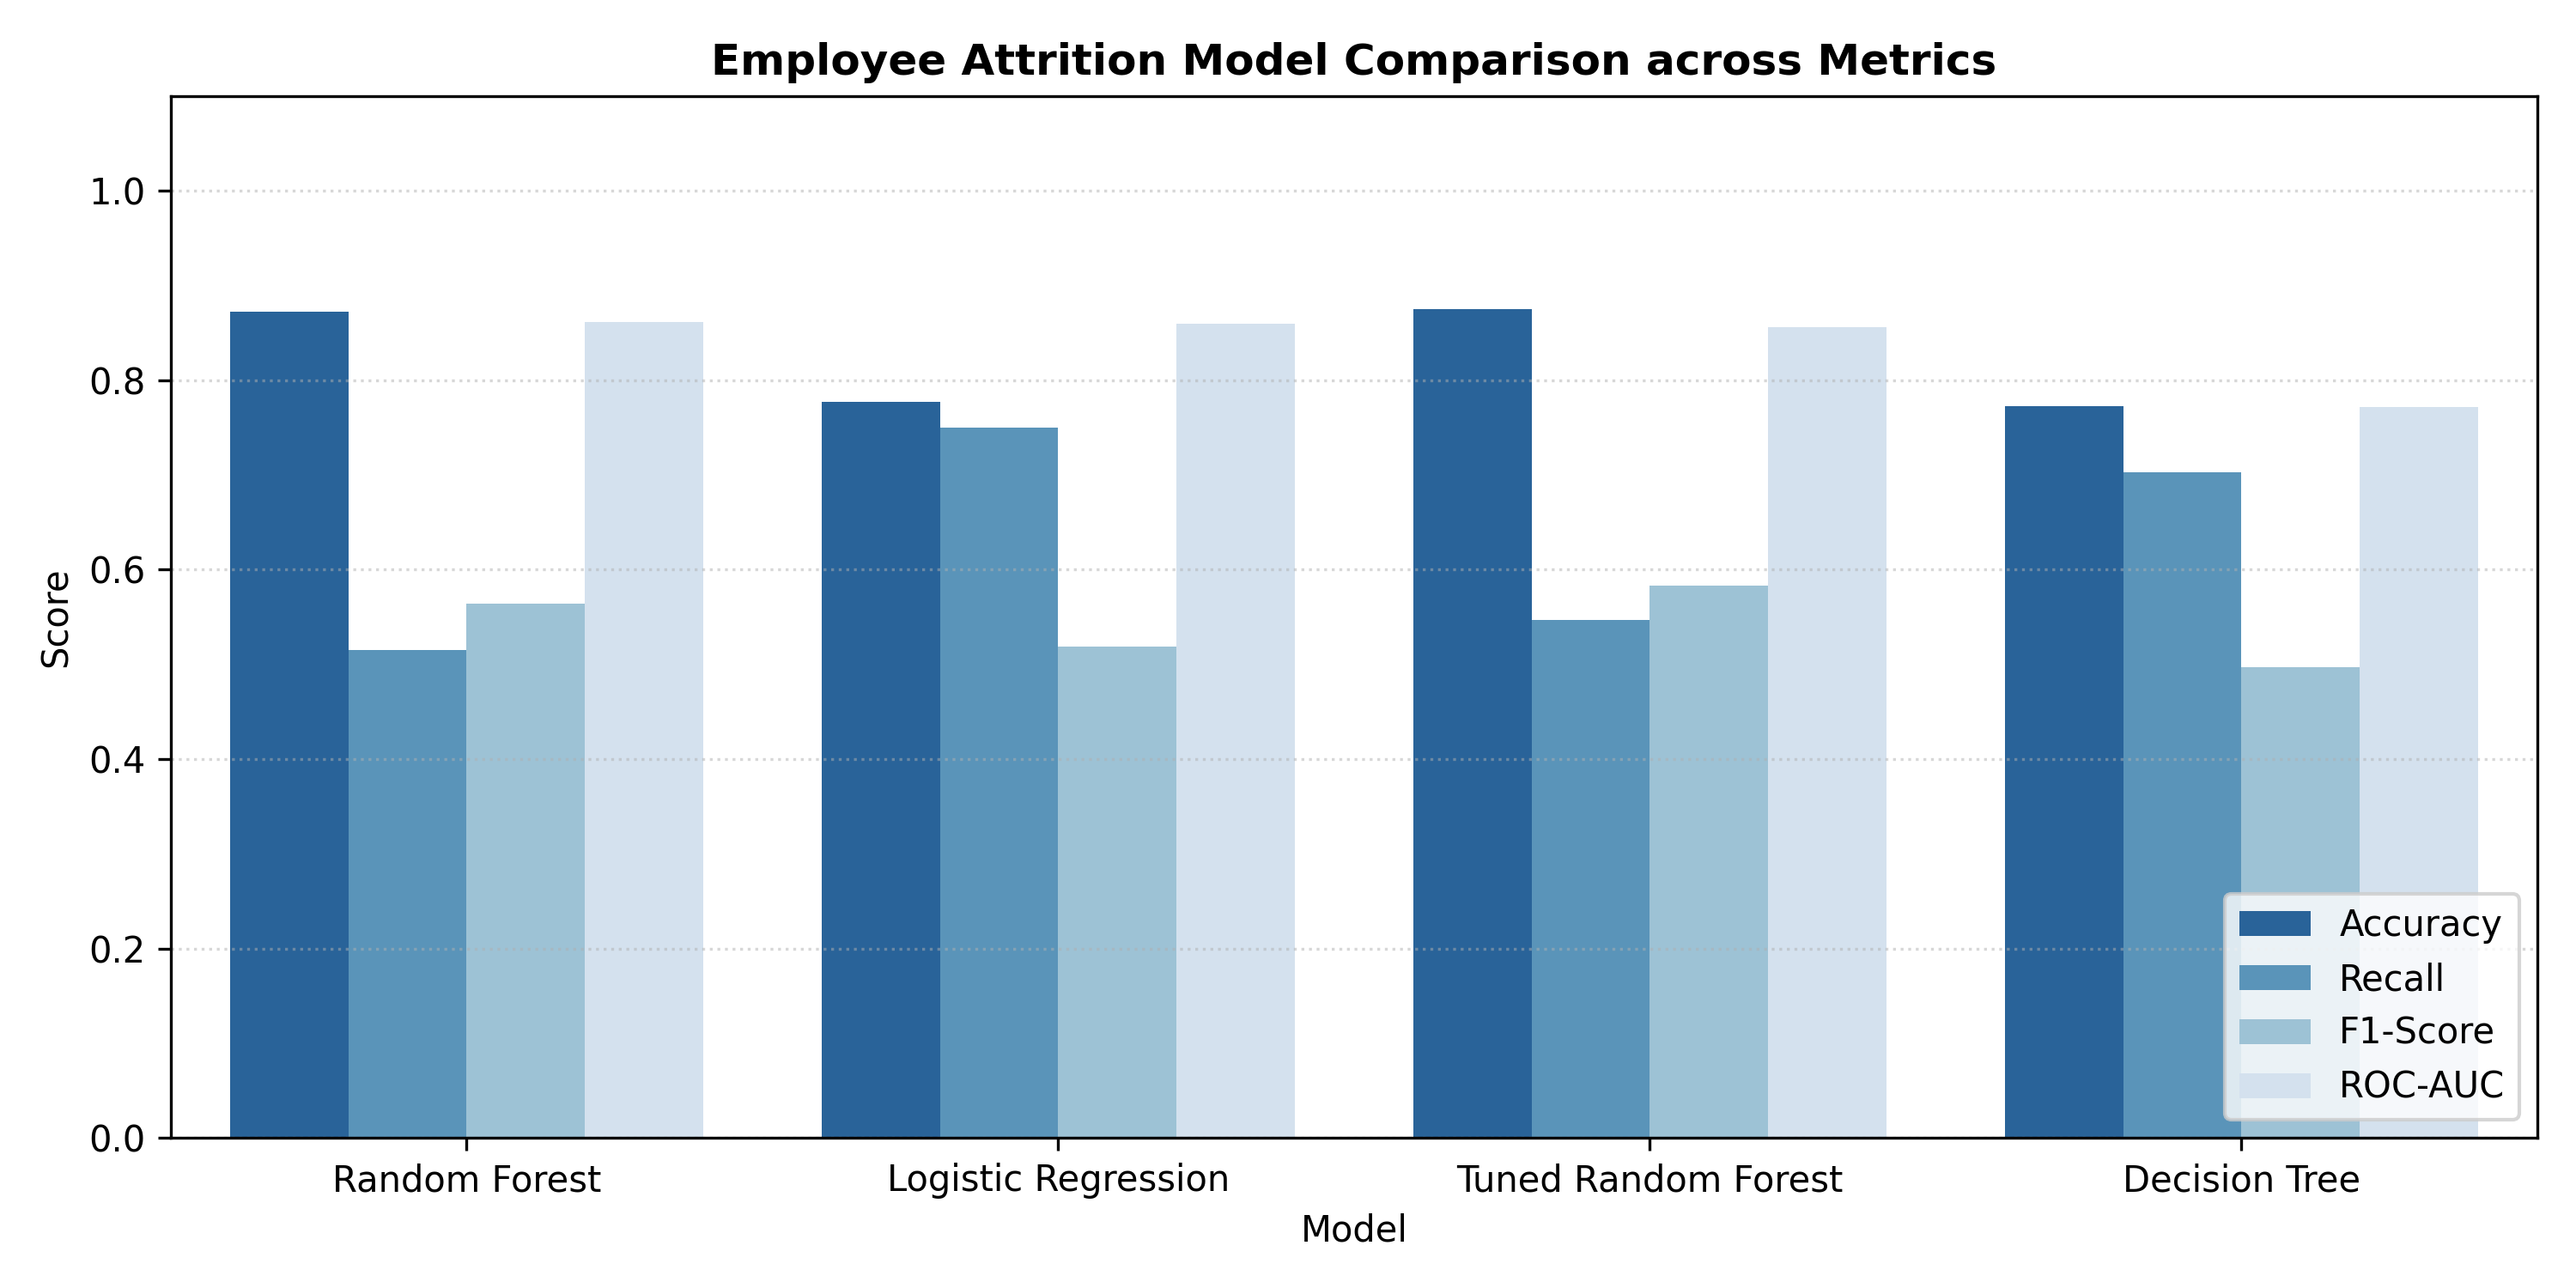 Employee Attrition Model Comparison across Metrics
Score
1.0
0.8
0.6
0.4
0.2
0.0
Random Forest
Logistic Regression
Tuned Random Forest
Decision Tree
Model
Accuracy
Recall
F1-Score
ROC-AUC